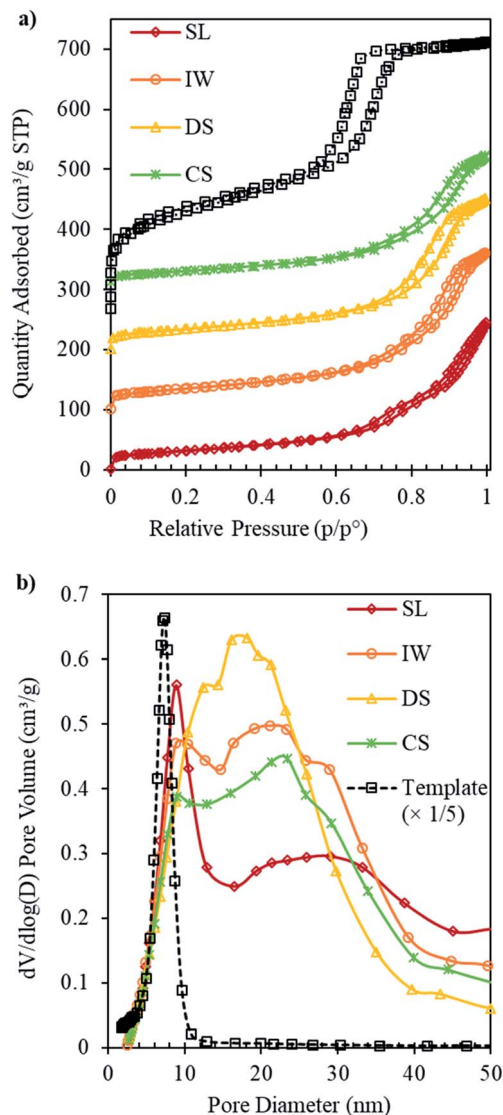 a)
SL
IW
DS
CS
Quantity Adsorbed (cm³/g STP)
700
600
500
400
300
200
100
0
0 0.2 0.4 0.6 0.8 1
Relative Pressure (p/p°)
b)
SL
IW
DS
CS
Template
(× 1/5)
dV/dlog(D) Pore Volume (cm³/g)
0.7
0.6
0.5
0.4
0.3
0.2
0.1
0
0 10 20 30 40 50
Pore Diameter (nm)